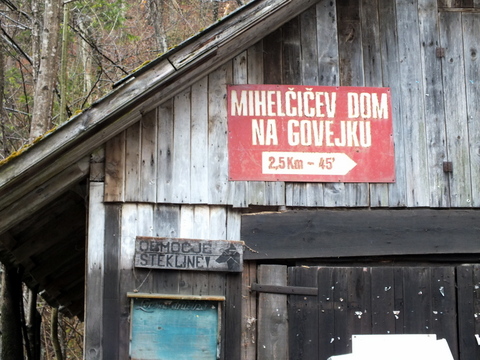 MIHELČIČEV DOM
NA GOVEJKU
2,5 Km - 45'
OBMOČJE
STEKLINE!